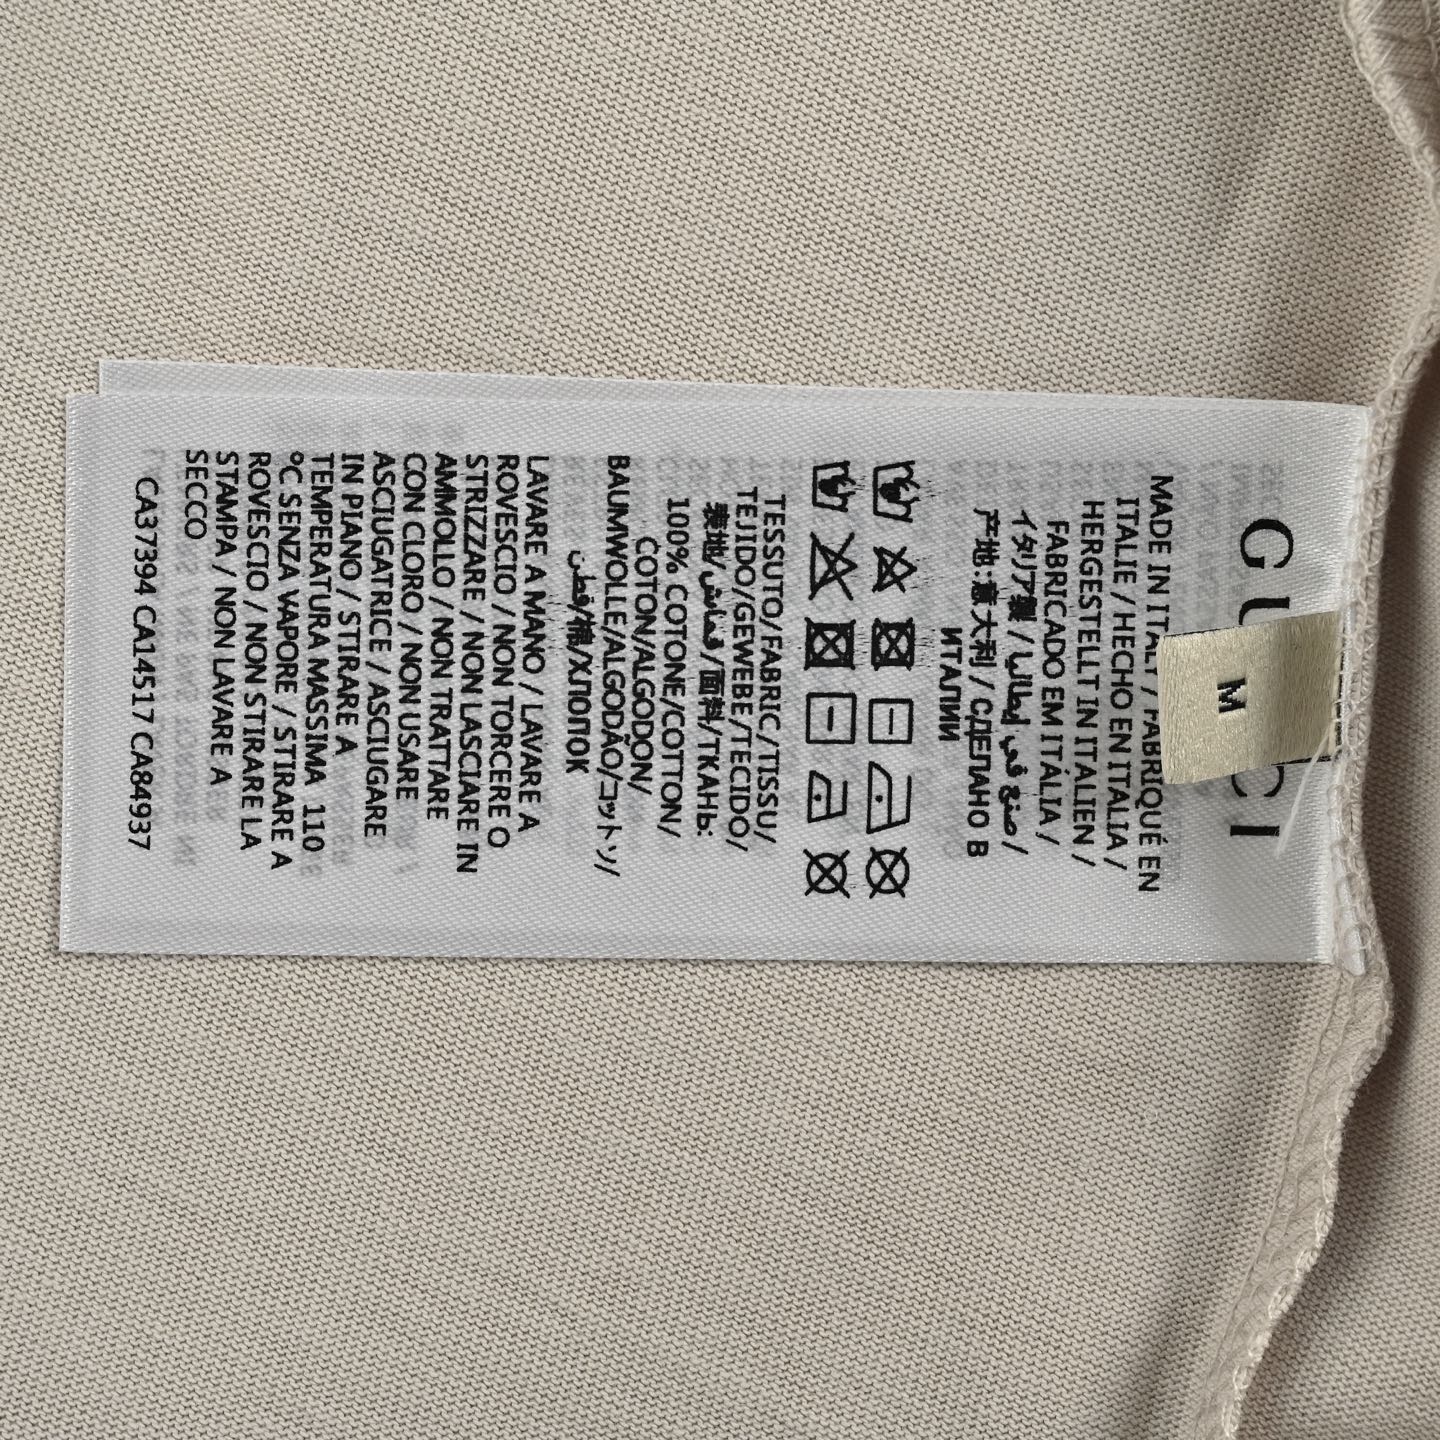 GUCCI
M
MADE IN ITALY / FABRIQUÉ EN
ITALIE / HECHO EN ITALIA /
HERGESTELLT IN ITALIEN /
FABRICADO EM ITÁLIA /
イタリア製 / صنع في إيطاليا /
产地:意大利 / СДЕЛАНО В
ИТАЛИИ
TESSUTO/FABRIC/TISSU/
TEJIDO/GEWEBE/TECIDO/
表地/قماش/面料/ТКАНЬ:
100% COTONE/COTTON/
COTON/ALGODON/
BAUMWOLLE/ALGODÃO/コットン/
قطن/棉/ХЛОПОК
LAVARE A MANO / LAVARE A
ROVESCIO / NON TORCERE O
STRIZZARE / NON LASCIARE IN
AMMOLLO / NON TRATTARE
CON CLORO / NON USARE
ASCIUGATRICE / ASCIUGARE
IN PIANO / STIRARE A
TEMPERATURA MASSIMA 110
°C SENZA VAPORE / STIRARE A
ROVESCIO / NON STIRARE LA
STAMPA / NON LAVARE A
SECCO
CA37394 CA14517 CA84937